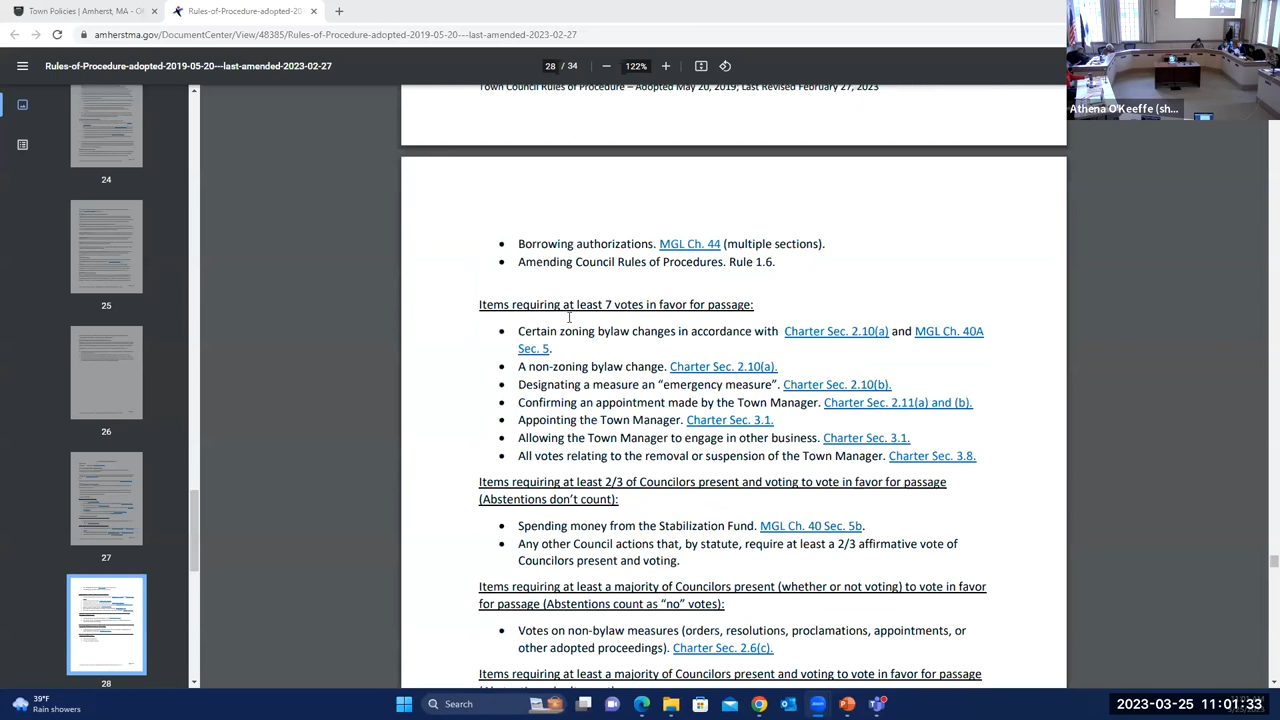 Town Policies | Amherst, MA - Of
Rules-of-Procedure-adopted-20
amherstma.gov/DocumentCenter/View/48385/Rules-of-Procedure-adopted-2019-05-20---last-amended-2023-02-27
Rules-of-Procedure-adopted-2019-05-20---last-amended-2023-02-27
28 / 34
122%
Athena O'Keeffe (sh...
Town Council Rules of Procedure – Adopted May 20, 2019; Last Revised February 27, 2023
24
25
26
27
28
• Borrowing authorizations. MGL Ch. 44 (multiple sections).
• Amending Council Rules of Procedures. Rule 1.6.
Items requiring at least 7 votes in favor for passage:
• Certain zoning bylaw changes in accordance with Charter Sec. 2.10(a) and MGL Ch. 40A
Sec. 5.
• A non-zoning bylaw change. Charter Sec. 2.10(a).
• Designating a measure an “emergency measure”. Charter Sec. 2.10(b).
• Confirming an appointment made by the Town Manager. Charter Sec. 2.11(a) and (b).
• Appointing the Town Manager. Charter Sec. 3.1.
• Allowing the Town Manager to engage in other business. Charter Sec. 3.1.
• All votes relating to the removal or suspension of the Town Manager. Charter Sec. 3.8.
Items requiring at least 2/3 of Councilors present and voting to vote in favor for passage
(Abstentions don’t count):
• Spending money from the Stabilization Fund. MGL Ch. 40 Sec. 5b.
• Any other Council actions that, by statute, require at least a 2/3 affirmative vote of
Councilors present and voting.
Items requiring at least a majority of Councilors present (whether or not voting) to vote in favor
for passage (Abstentions count as “no” votes):
• Votes on non-bylaw measures (orders, resolutions, proclamations, appointments, or
other adopted proceedings). Charter Sec. 2.6(c).
Items requiring at least a majority of Councilors present and voting to vote in favor for passage
39°F
Rain showers
Search
2023-03-25 11:01:33